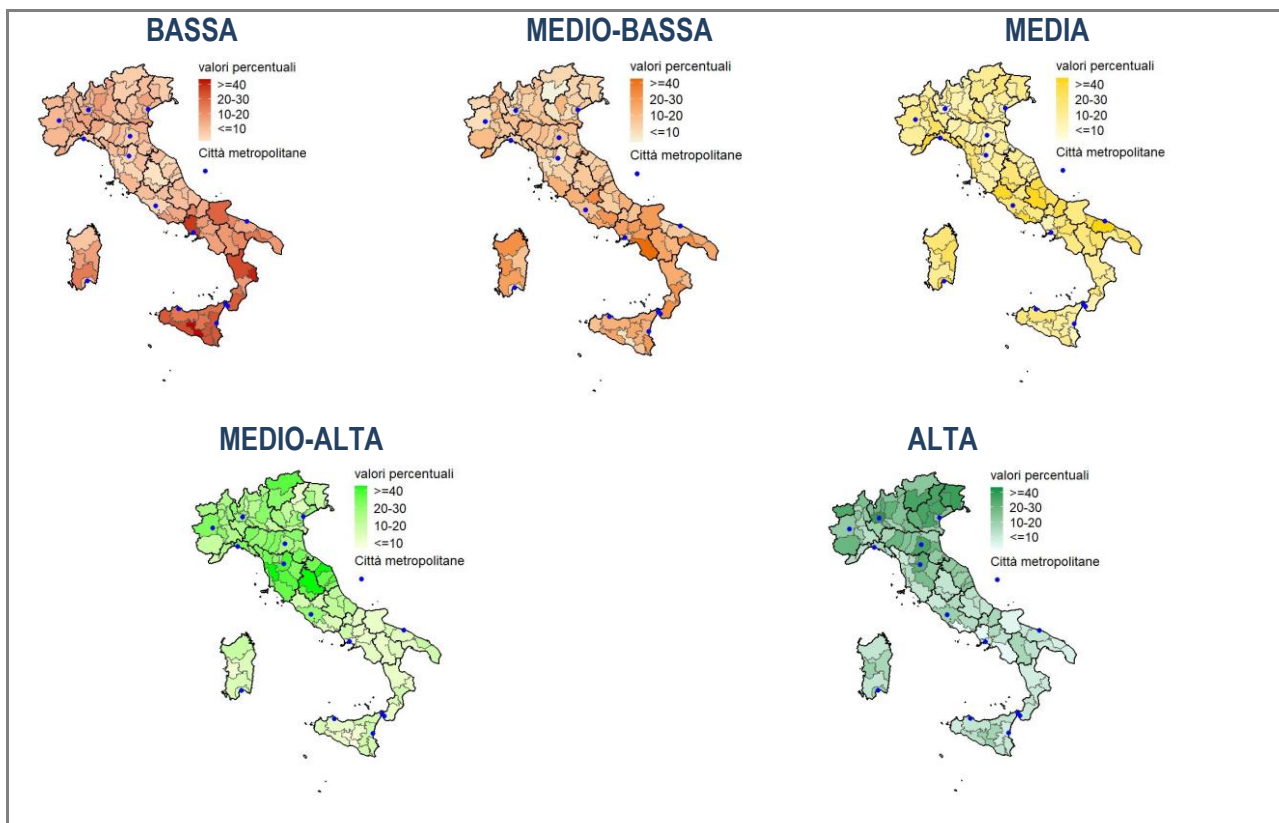 BASSA
valori percentuali
>=40
20-30
10-20
<=10
Città metropolitane
MEDIO-BASSA
valori percentuali
>=40
20-30
10-20
<=10
Città metropolitane
MEDIA
valori percentuali
>=40
20-30
10-20
<=10
Città metropolitane
MEDIO-ALTA
valori percentuali
>=40
20-30
10-20
<=10
Città metropolitane
ALTA
valori percentuali
>=40
20-30
10-20
<=10
Città metropolitane